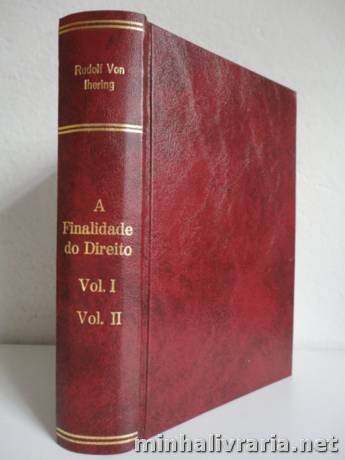 Rudolf Von
Ihering
A
Finalidade
do Direito
Vol. I
Vol. II
minhalivraria.net